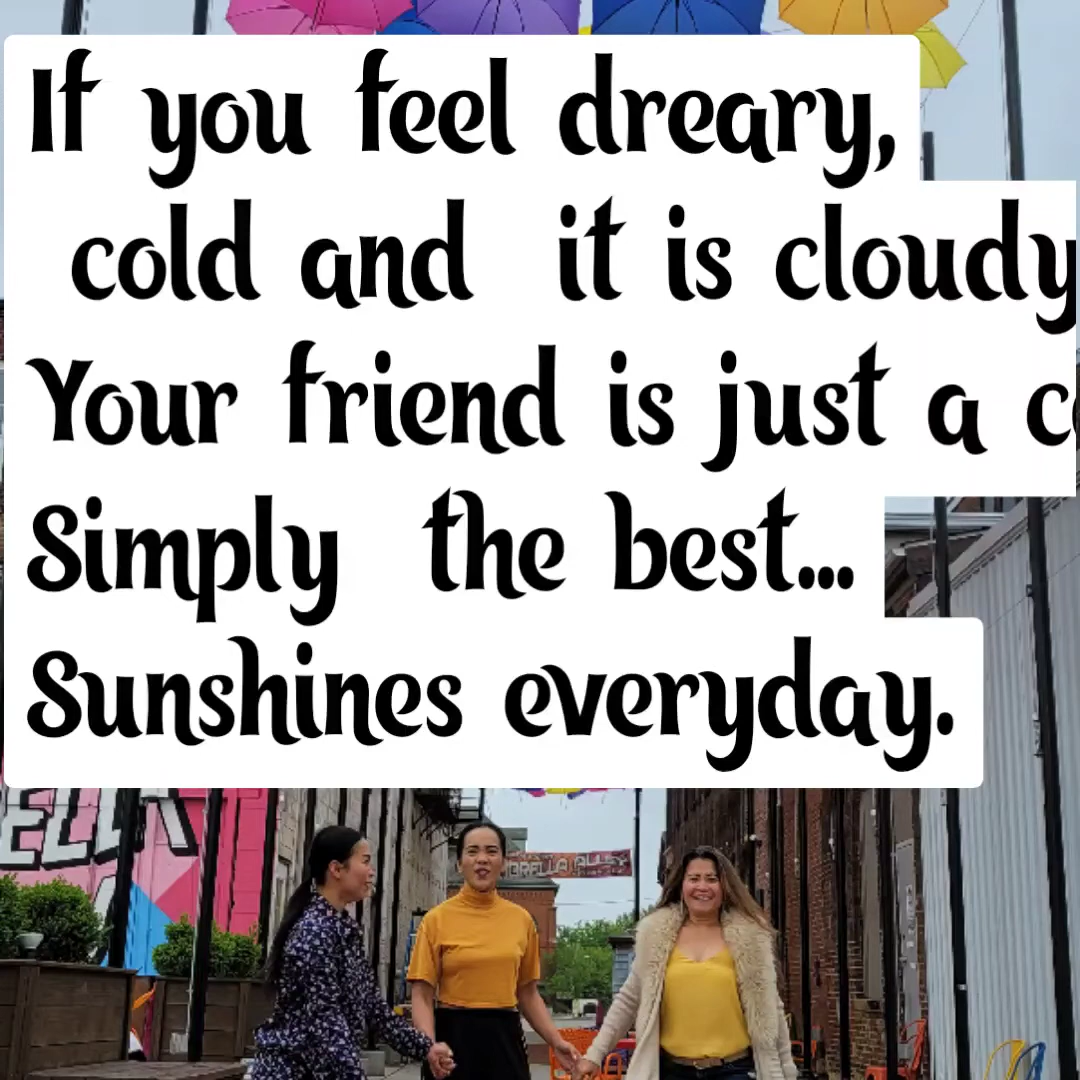 If you feel dreary,
cold and it is cloudy
Your friend is just a
Simply the best...
Sunshines everyday.